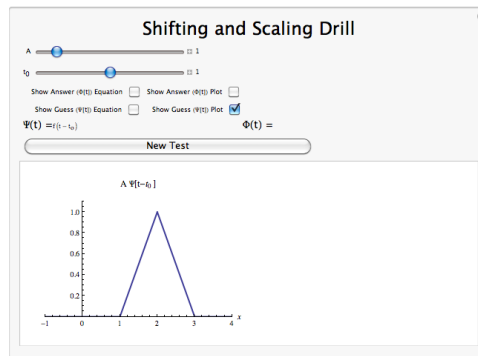 Shifting and Scaling Drill
A 1
t₀ 1
Show Answer (Φ[t]) Equation Show Answer (Φ[t]) Plot
Show Guess (Ψ[t]) Equation Show Guess (Ψ[t]) Plot
Ψ(t) =f(t−t₀) Φ(t) =
New Test
A Ψ[t−t₀]
1.0
0.8
0.6
0.4
0.2
-1 0 1 2 3 4 x